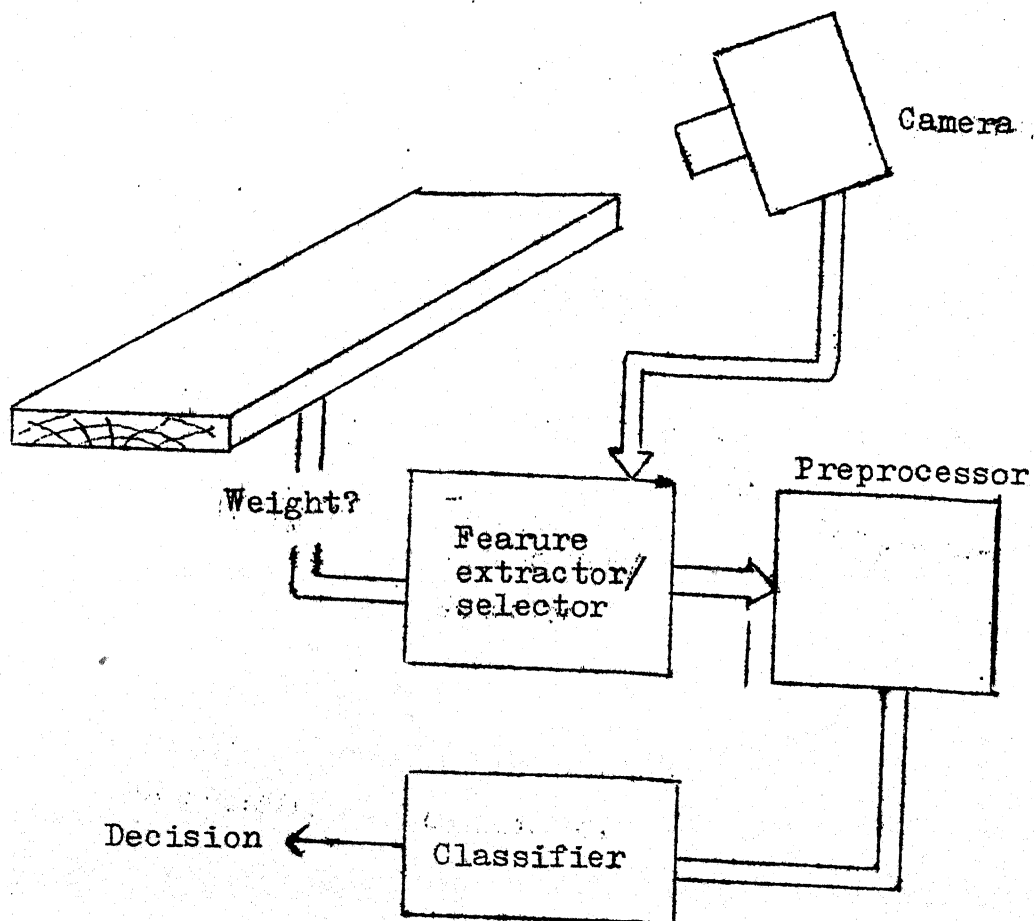 Camera
Preprocessor
Weight?
Fearure
extractor/
selector
Decision
Classifier